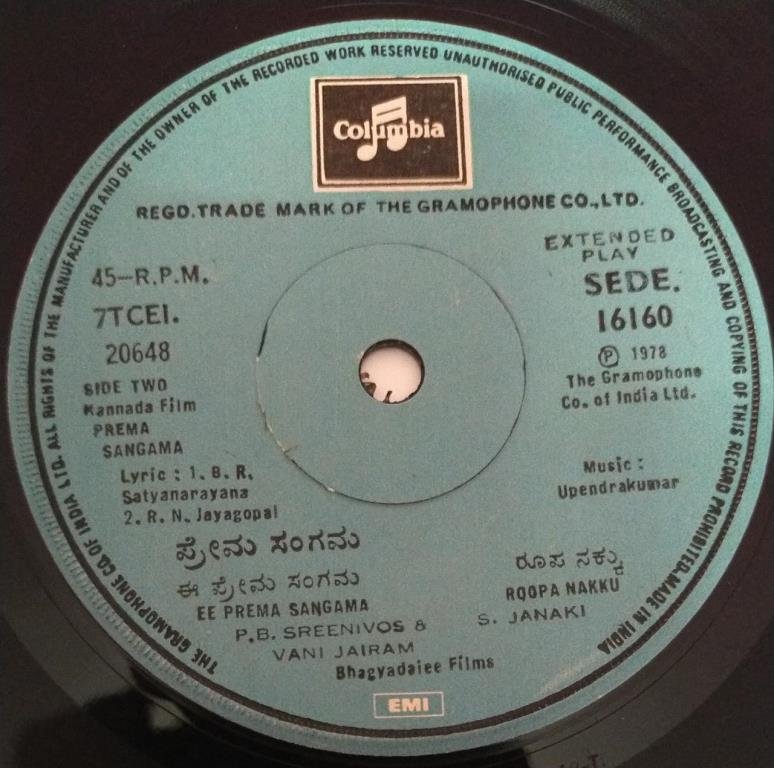 THE GRAMOPHONE CO. OF INDIA LTD. ALL RIGHTS OF THE MANUFACTURER AND OF THE OWNER OF THE RECORDED WORK RESERVED UNAUTHORISED PUBLIC PERFORMANCE BROADCASTING AND COPYING OF THIS RECORD PROHIBITED. MADE IN INDIA
Columbia
REGD. TRADE MARK OF THE GRAMOPHONE CO., LTD.
45-R.P.M.
7TCEI.
20648
SIDE TWO
Kannada Film
PREMA
SANGAMA
Lyric : 1. B. R.
Satyanarayana
2. R. N. Jayagopal
EXTENDED
PLAY
SEDE.
16160
Ⓟ 1978
The Gramophone
Co. of India Ltd.
Music :
Upendrakumar
ಪ್ರೇಮ ಸಂಗಮ
ಈ ಪ್ರೇಮ ಸಂಗಮ
EE PREMA SANGAMA
P.B. SREENIVOS &
VANI JAIRAM
ರೂಪ ನಕ್ಕು
ROOPA NAKKU
S. JANAKI
Bhagyadaiee Films
EMI